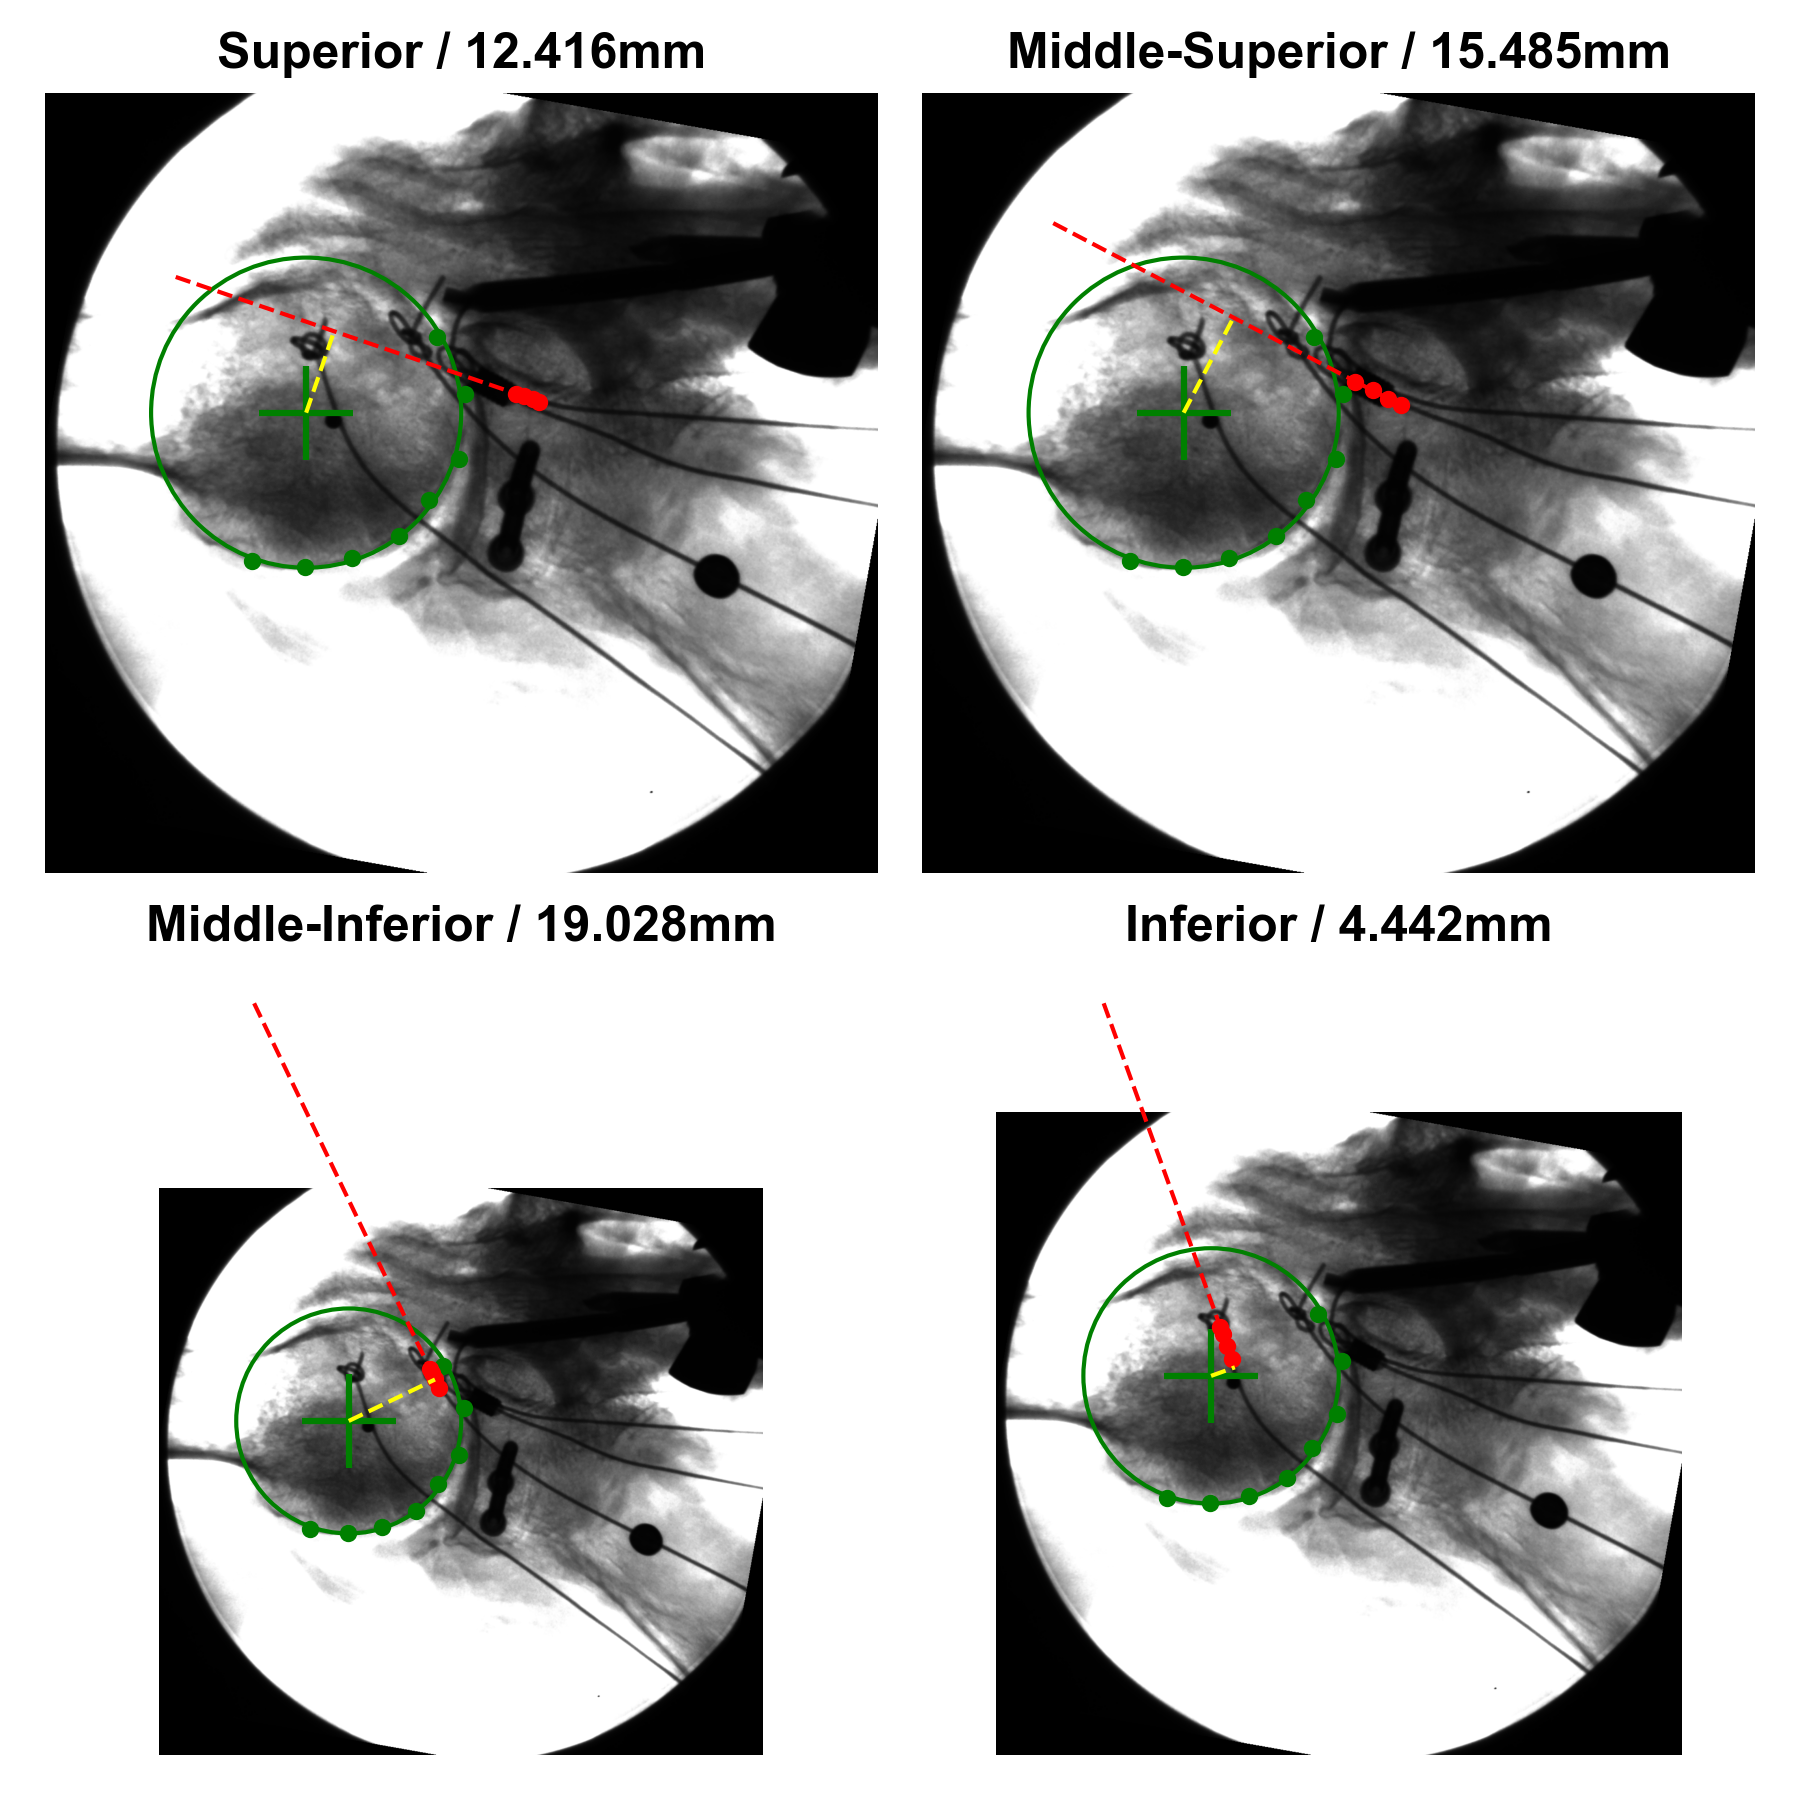 Superior / 12.416mm
Middle-Superior / 15.485mm
Middle-Inferior / 19.028mm
Inferior / 4.442mm